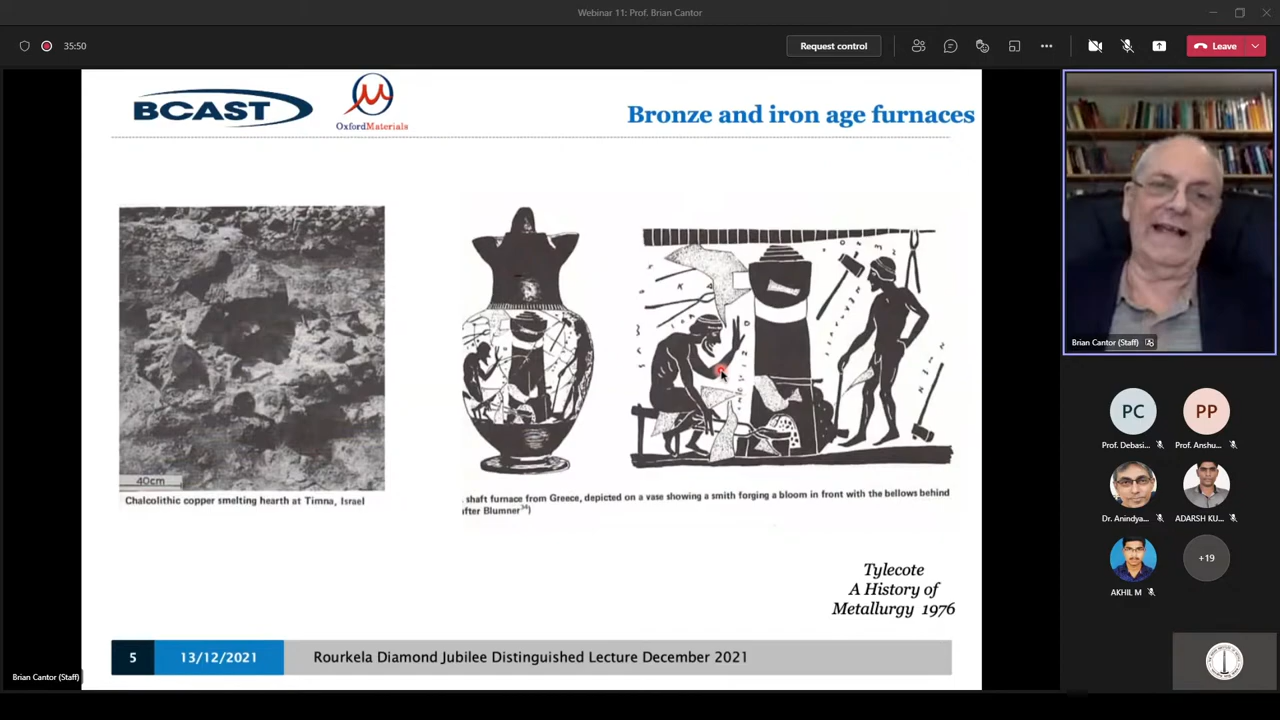 Webinar 11: Prof. Brian Cantor
35:50
Request control
Leave
BCAST
OxfordMaterials
Bronze and iron age furnaces
40cm
Chalcolithic copper smelting hearth at Timna, Israel
shaft furnace from Greece, depicted on a vase showing a smith forging a bloom in front with the bellows behind
after Blumner34)
Tylecote
A History of
Metallurgy 1976
5
13/12/2021
Rourkela Diamond Jubilee Distinguished Lecture December 2021
Brian Cantor (Staff)
Brian Cantor (Staff)
PC
PP
Prof. Debasi...
Prof. Anshu...
Dr. Anindya...
ADARSH KU...
+19
AKHIL M